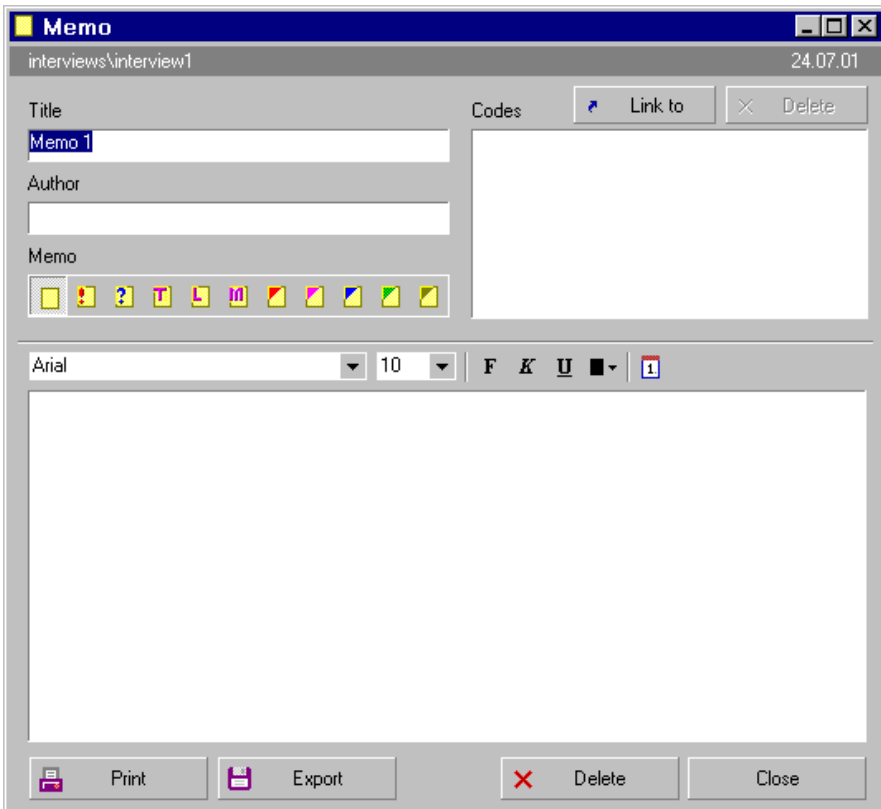 Memo
interviews\interview1 24.07.01
Title
Codes
Link to
Delete
Memo 1
Author
Memo
! ? T L M
Arial 10 F K U 1.
Print Export Delete Close